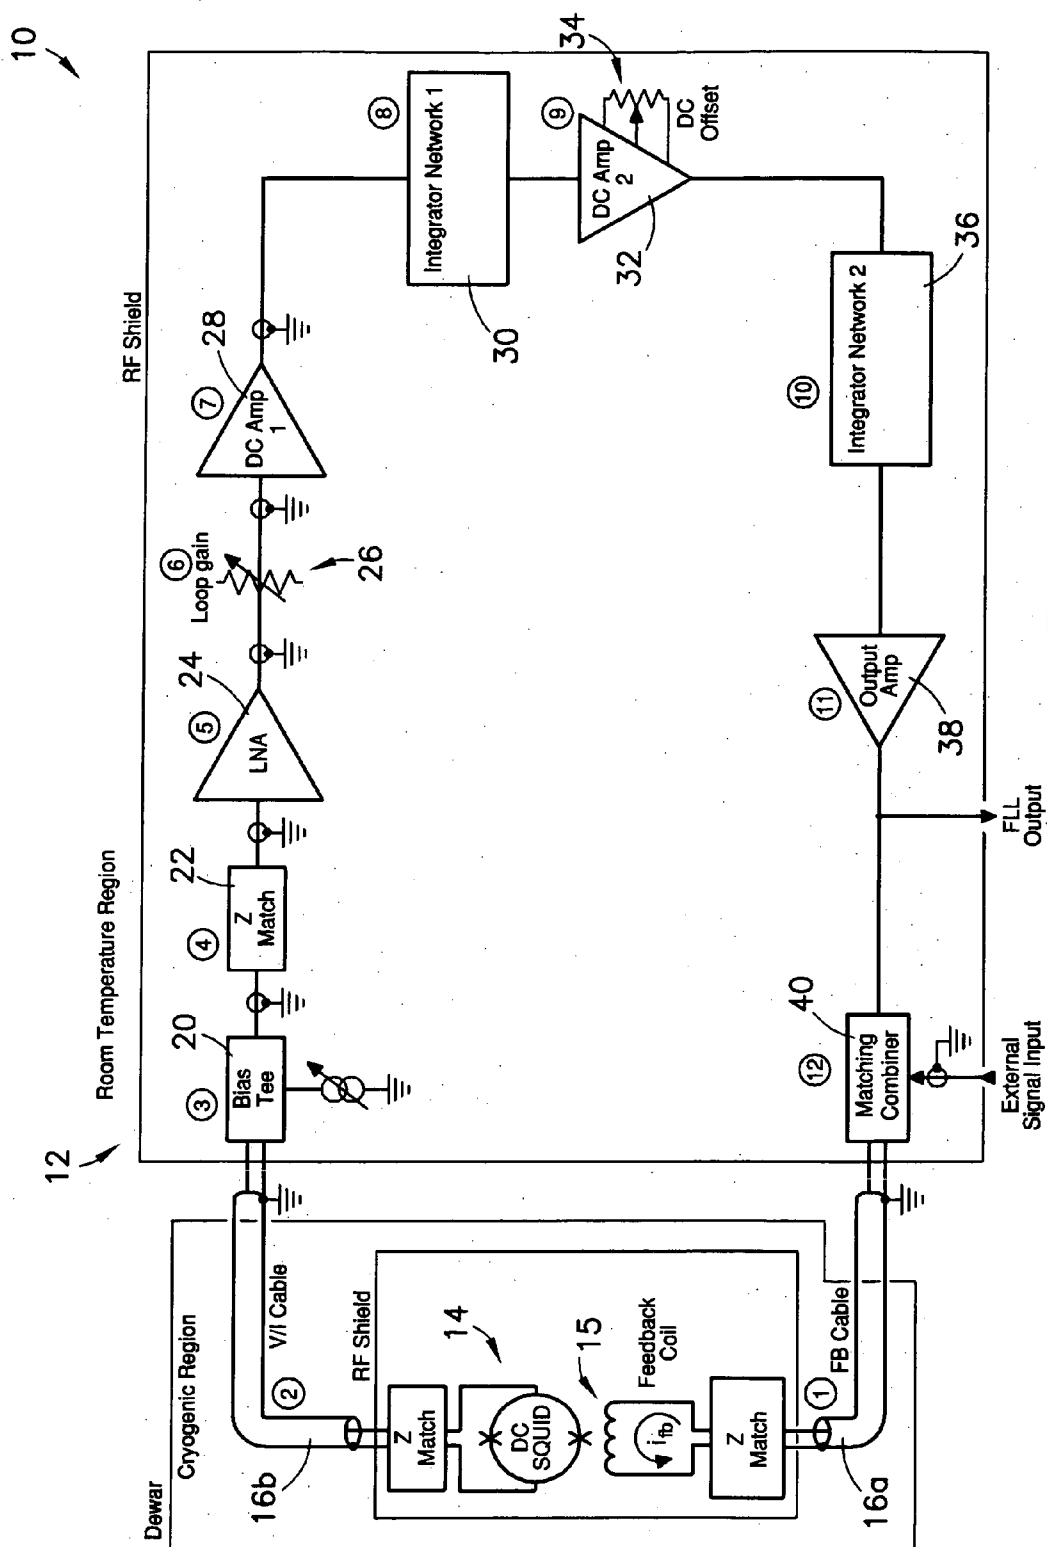 10
12
Room Temperature Region
RF Shield
Dewar
Cryogenic Region
V/I Cable
16b
2
RF Shield
Z
Match
DC
SQUID
14
15
Feedback
Coil
ifb
Z
Match
1
FB Cable
16a
3
Bias
Tee
20
4
Z
Match
22
5
LNA
24
6
Loop gain
26
7
DC Amp
1
28
8
Integrator Network 1
30
9
DC Amp
2
32
34
DC
Offset
10
Integrator Network 2
36
11
Output
Amp
38
FLL
Output
12
Matching
Combiner
40
External
Signal Input